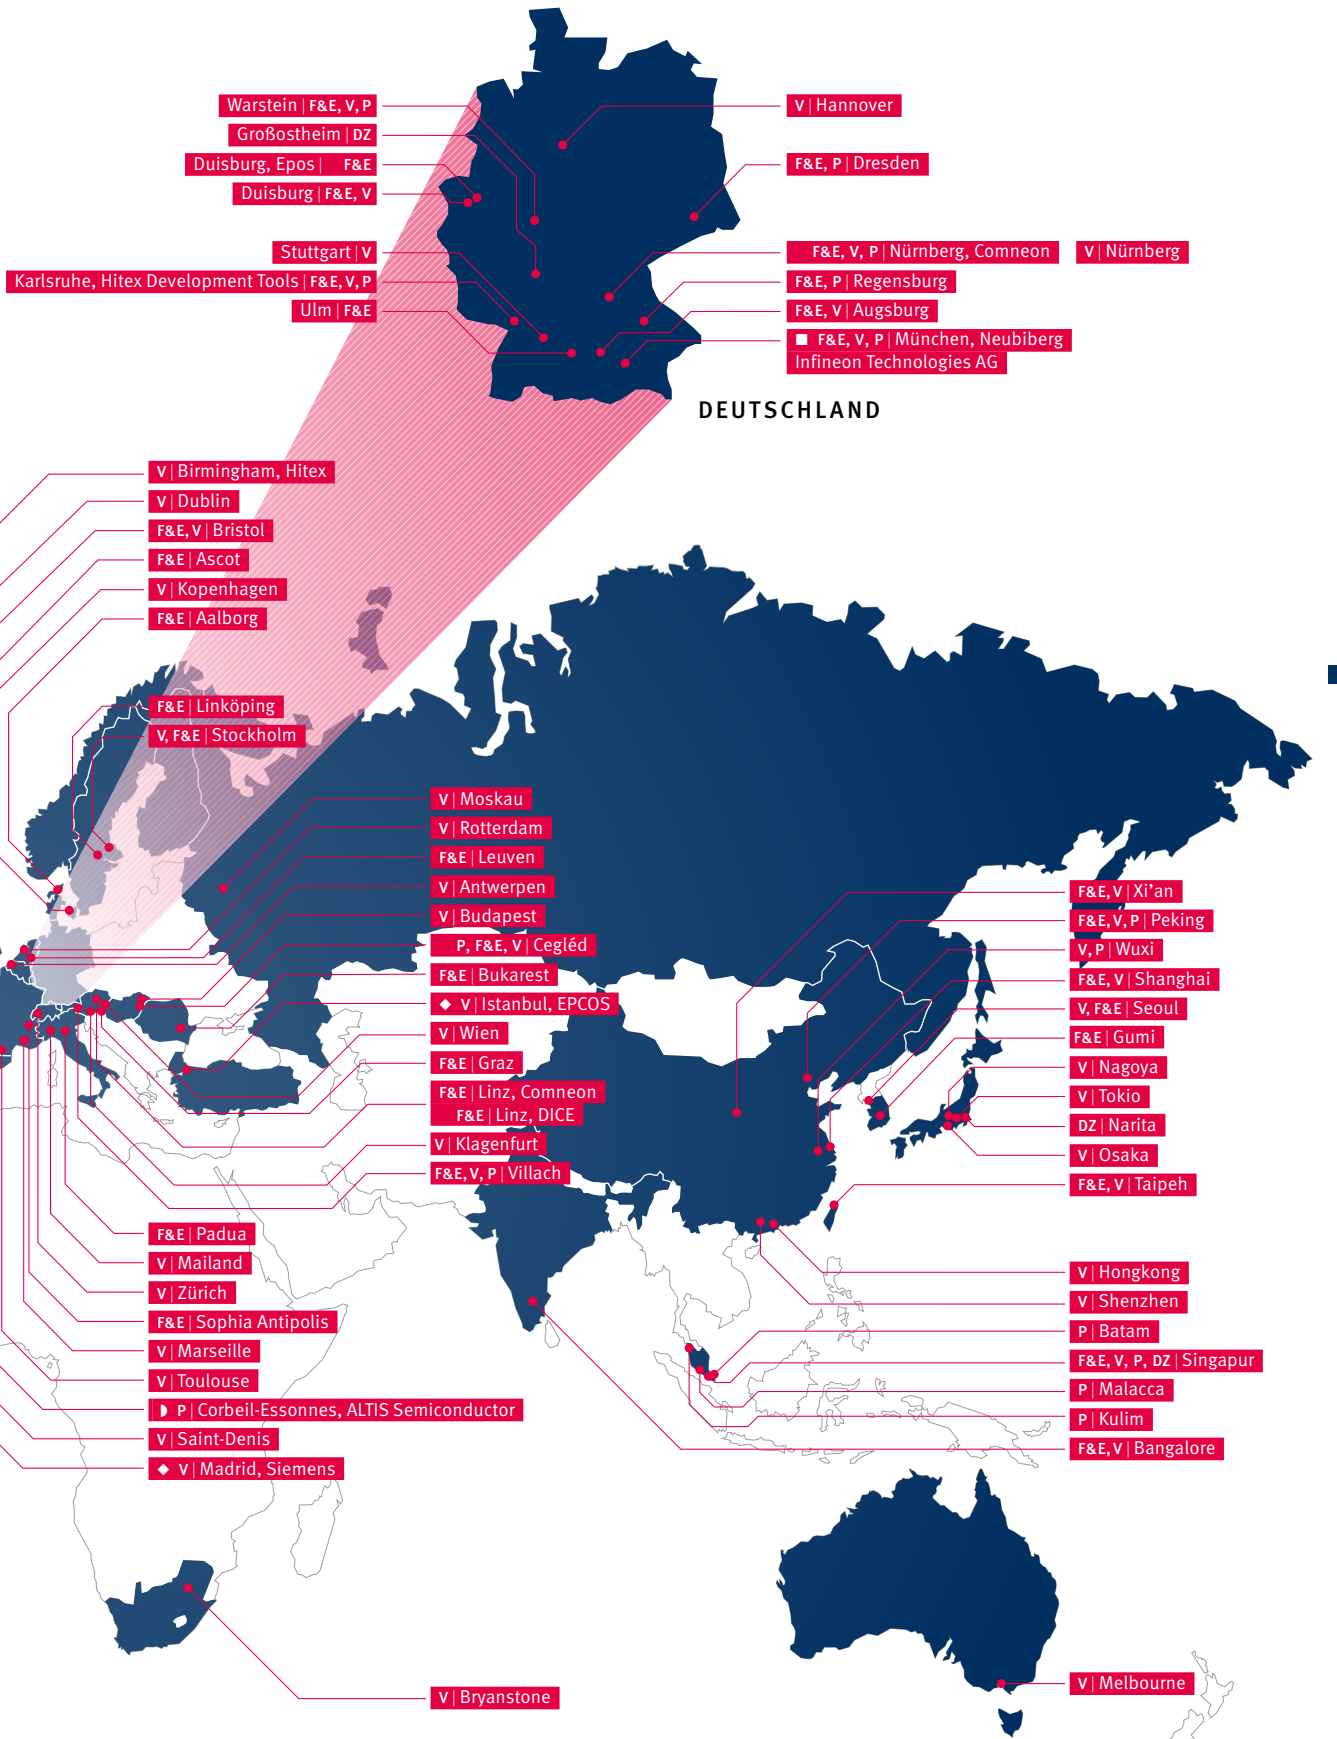 Warstein | F&E, V, P
Großostheim | DZ
Duisburg, Epos | F&E
Duisburg | F&E, V
Stuttgart | V
Karlsruhe, Hitex Development Tools | F&E, V, P
Ulm | F&E
V | Hannover
F&E, P | Dresden
F&E, V, P | Nürnberg, Comneon
V | Nürnberg
F&E, P | Regensburg
F&E, V | Augsburg
■ F&E, V, P | München, Neubiberg
Infineon Technologies AG
DEUTSCHLAND
V | Birmingham, Hitex
V | Dublin
F&E, V | Bristol
F&E | Ascot
V | Kopenhagen
F&E | Aalborg
F&E | Linköping
V, F&E | Stockholm
V | Moskau
V | Rotterdam
F&E | Leuven
V | Antwerpen
V | Budapest
P, F&E, V | Cegléd
F&E | Bukarest
◆ V | Istanbul, EPCOS
V | Wien
F&E | Graz
F&E | Linz, Comneon
F&E | Linz, DICE
V | Klagenfurt
F&E, V, P | Villach
F&E, V | Xi'an
F&E, V, P | Peking
V, P | Wuxi
F&E, V | Shanghai
V, F&E | Seoul
F&E | Gumi
V | Nagoya
V | Tokio
DZ | Narita
V | Osaka
F&E, V | Taipeh
F&E | Padua
V | Mailand
V | Zürich
F&E | Sophia Antipolis
V | Marseille
V | Toulouse
◗ P | Corbeil-Essonnes, ALTIS Semiconductor
V | Saint-Denis
◆ V | Madrid, Siemens
V | Hongkong
V | Shenzhen
P | Batam
F&E, V, P, DZ | Singapur
P | Malacca
P | Kulim
F&E, V | Bangalore
V | Bryanstone
V | Melbourne